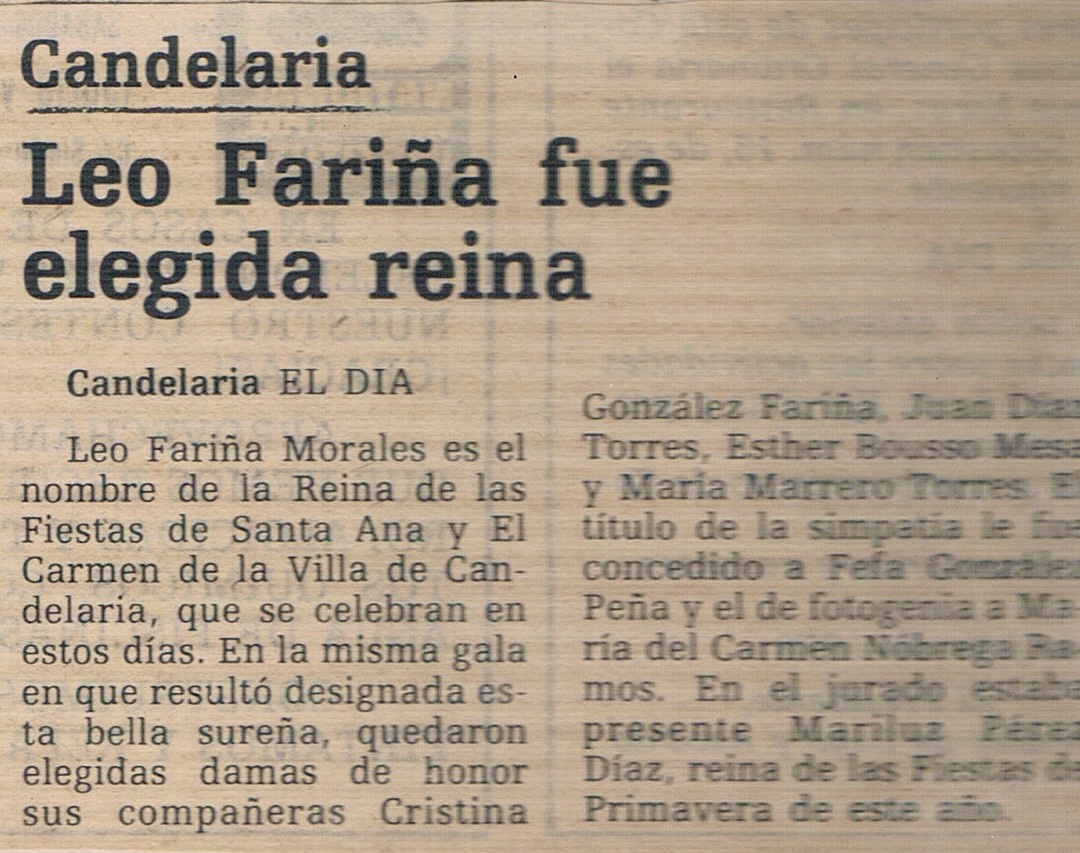 Candelaria
Leo Fariña fue
elegida reina
Candelaria EL DIA
Leo Fariña Morales es el
nombre de la Reina de las
Fiestas de Santa Ana y El
Carmen de la Villa de Can-
delaria, que se celebran en
estos días. En la misma gala
en que resultó designada es-
ta bella sureña, quedaron
elegidas damas de honor
sus compañeras Cristina
González Fariña, Juan Díaz
Torres, Esther Bousso Mesa
y María Marrero Torres. El
título de la simpatía le fue
concedido a Fefa González
Peña y el de fotogenia a Ma-
ría del Carmen Nóbrega Ra-
mos. En el jurado estaba
presente Mariluz Pérez
Díaz, reina de las Fiestas de
Primavera de este año.